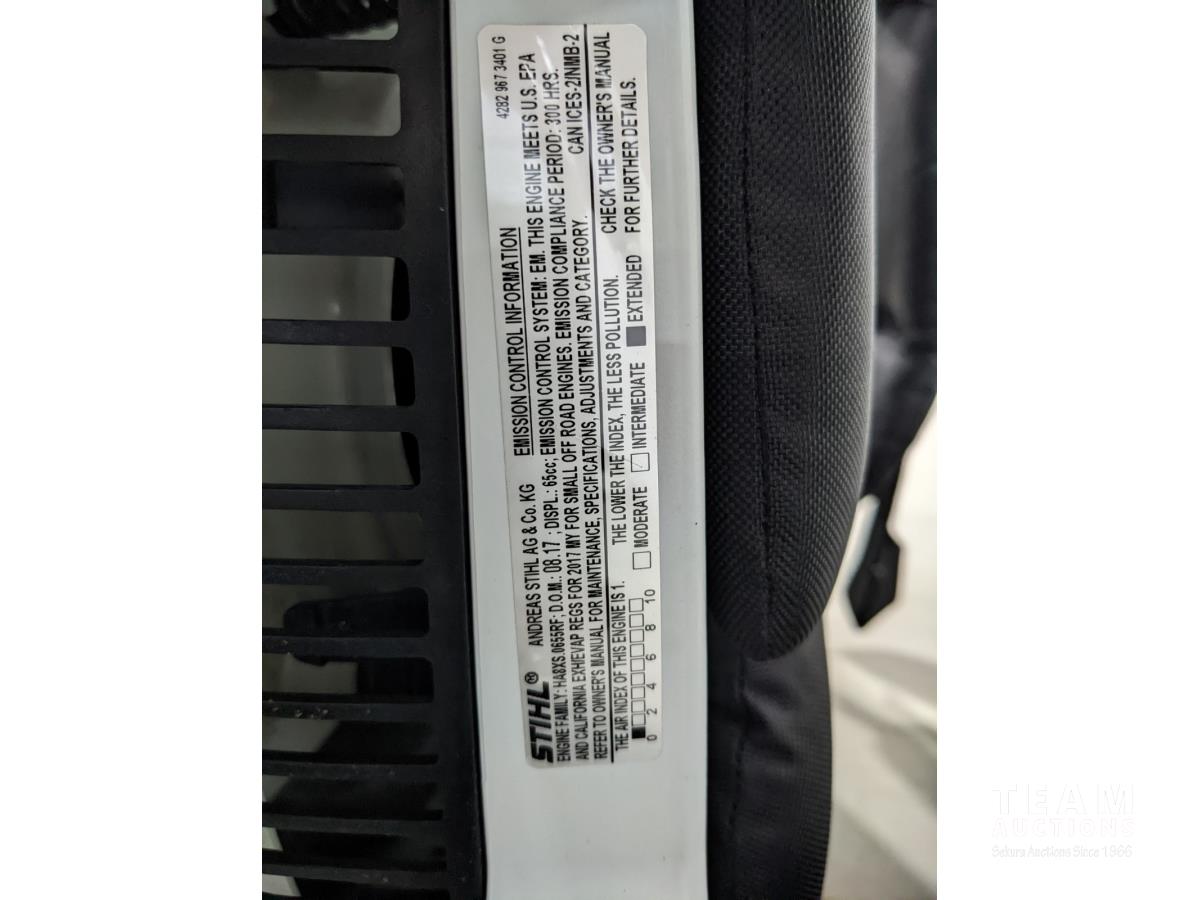 4282 967 3401 G
STIHL® ANDREAS STIHL AG & Co. KG EMISSION CONTROL INFORMATION
ENGINE FAMILY: HA8XS.0655RF; D.O.M.: 08.17 ; DISPL.: 65cc; EMISSION CONTROL SYSTEM: EM. THIS ENGINE MEETS U.S. EPA
AND CALIFORNIA EXH/EVAP REGS FOR 2017 MY FOR SMALL OFF ROAD ENGINES. EMISSION COMPLIANCE PERIOD: 300 HRS.
REFER TO OWNER'S MANUAL FOR MAINTENANCE, SPECIFICATIONS, ADJUSTMENTS AND CATEGORY. CAN ICES-2/NMB-2
THE AIR INDEX OF THIS ENGINE IS 1. THE LOWER THE INDEX, THE LESS POLLUTION. CHECK THE OWNER'S MANUAL
MODERATE INTERMEDIATE EXTENDED FOR FURTHER DETAILS.
0 2 4 6 8 10
TEAM
AUCTIONS
Sekura Auctions Since 1966